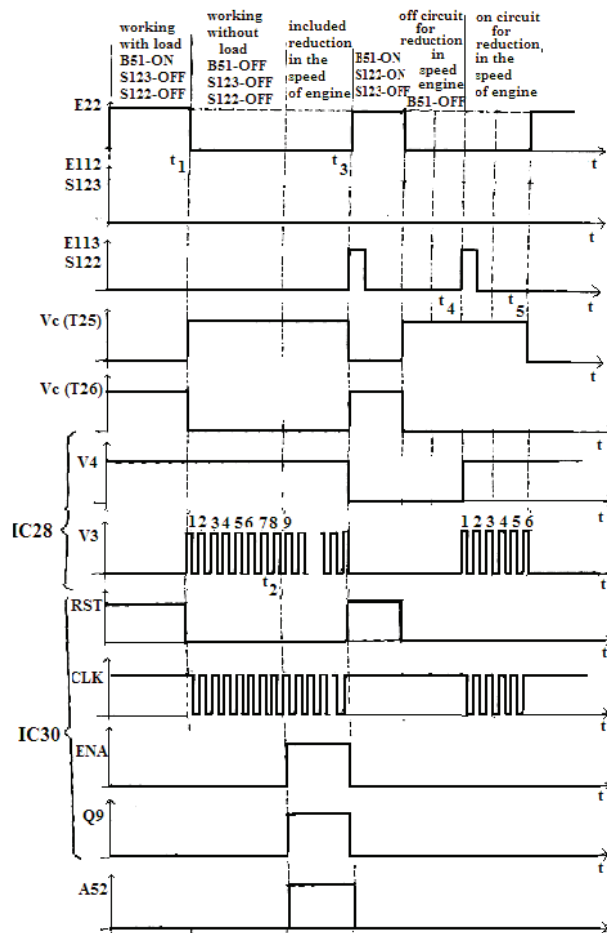 working
with load
B51-ON
S123-OFF
S122-OFF
working
without
load
B51-OFF
S123-OFF
S122-OFF
included
reduction
in the
speed
of engine
B51-ON
S122-ON
S123-OFF
off circuit
for
reduction
in
speed
engine
B51-OFF
on circuit
for
reduction
in the
speed
of engine
E22
t1
t3
t
E112
S123
t
E113
S122
t4
t5
t
Vc (T25)
t
Vc (T26)
t
IC28
V4
t
V3
1 2 3 4 5 6 7 8 9
1 2 3 4 5 6
t2
t
IC30
RST
t
CLK
t
ENA
t
Q9
t
A52
t